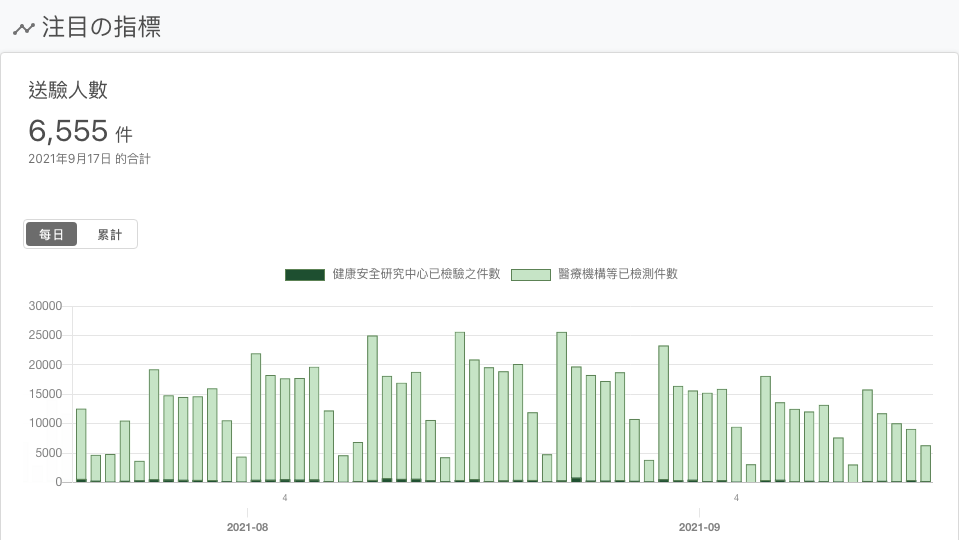 注目の指標
送驗人數
6,555 件
2021年9月17日 的合計
每日 累計
健康安全研究中心已檢驗之件數 醫療機構等已檢測件數
30000
25000
20000
15000
10000
5000
0
4 4
2021-08 2021-09